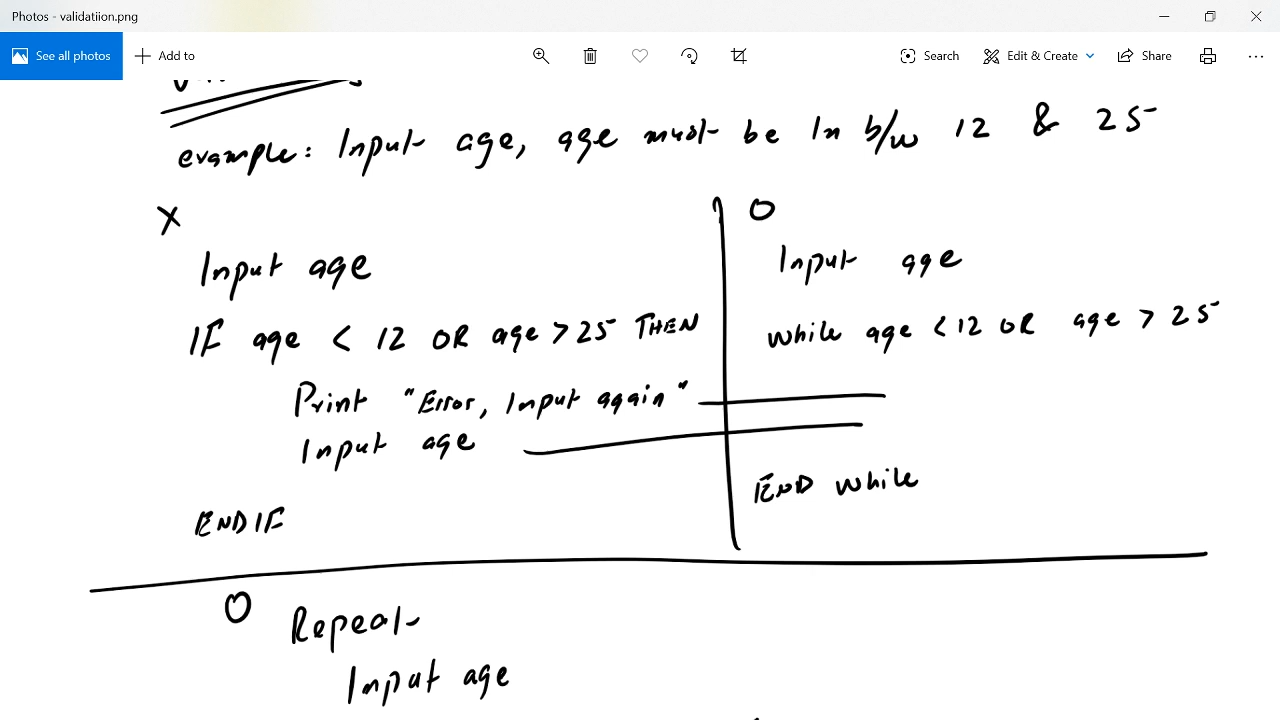 Photos - validatiion.png
See all photos
Add to
Search
Edit & Create
Share
example: Input age, age must be In b/w 12 & 25
X
Input age
IF age < 12 OR age > 25 THEN
Print "Error, Input again"
Input age
ENDIF
O
Input age
while age < 12 OR age > 25
END while
O Repeat
Input age